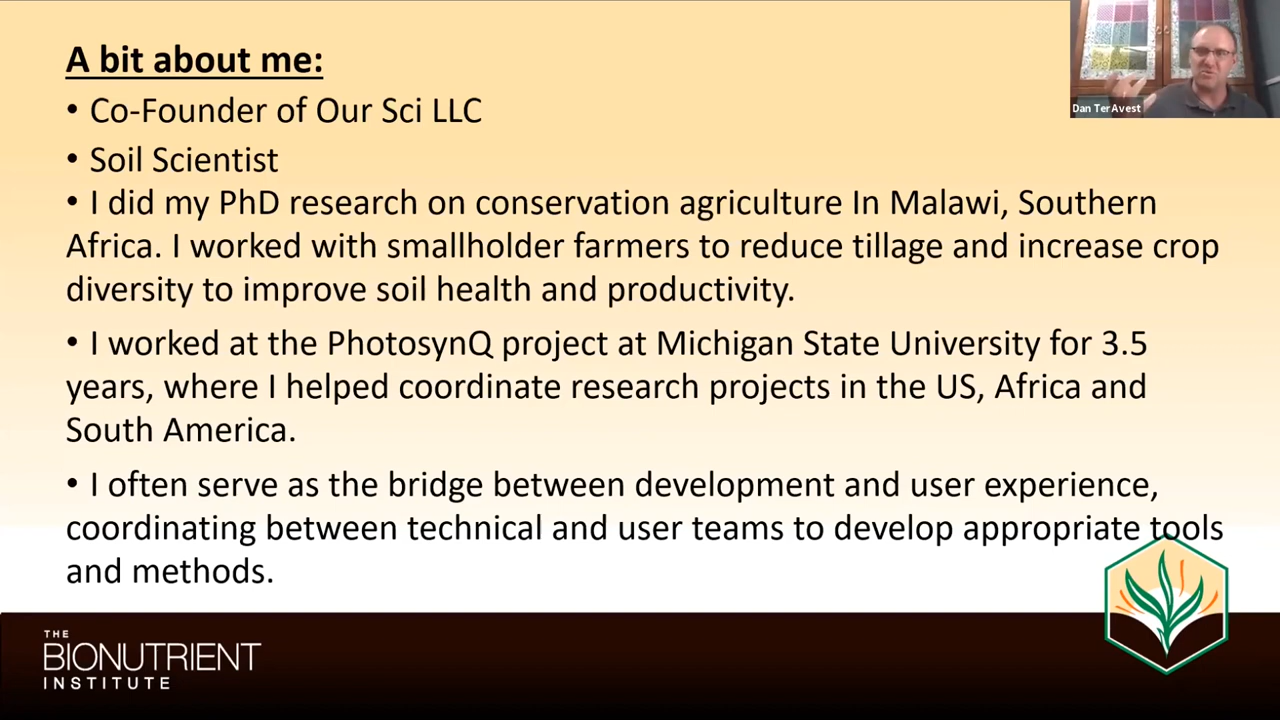 A bit about me:
• Co-Founder of Our Sci LLC
• Soil Scientist
• I did my PhD research on conservation agriculture In Malawi, Southern
Africa. I worked with smallholder farmers to reduce tillage and increase crop
diversity to improve soil health and productivity.
• I worked at the PhotosynQ project at Michigan State University for 3.5
years, where I helped coordinate research projects in the US, Africa and
South America.
• I often serve as the bridge between development and user experience,
coordinating between technical and user teams to develop appropriate tools
and methods.
Dan TerAvest
THE
BIONUTRIENT
INSTITUTE